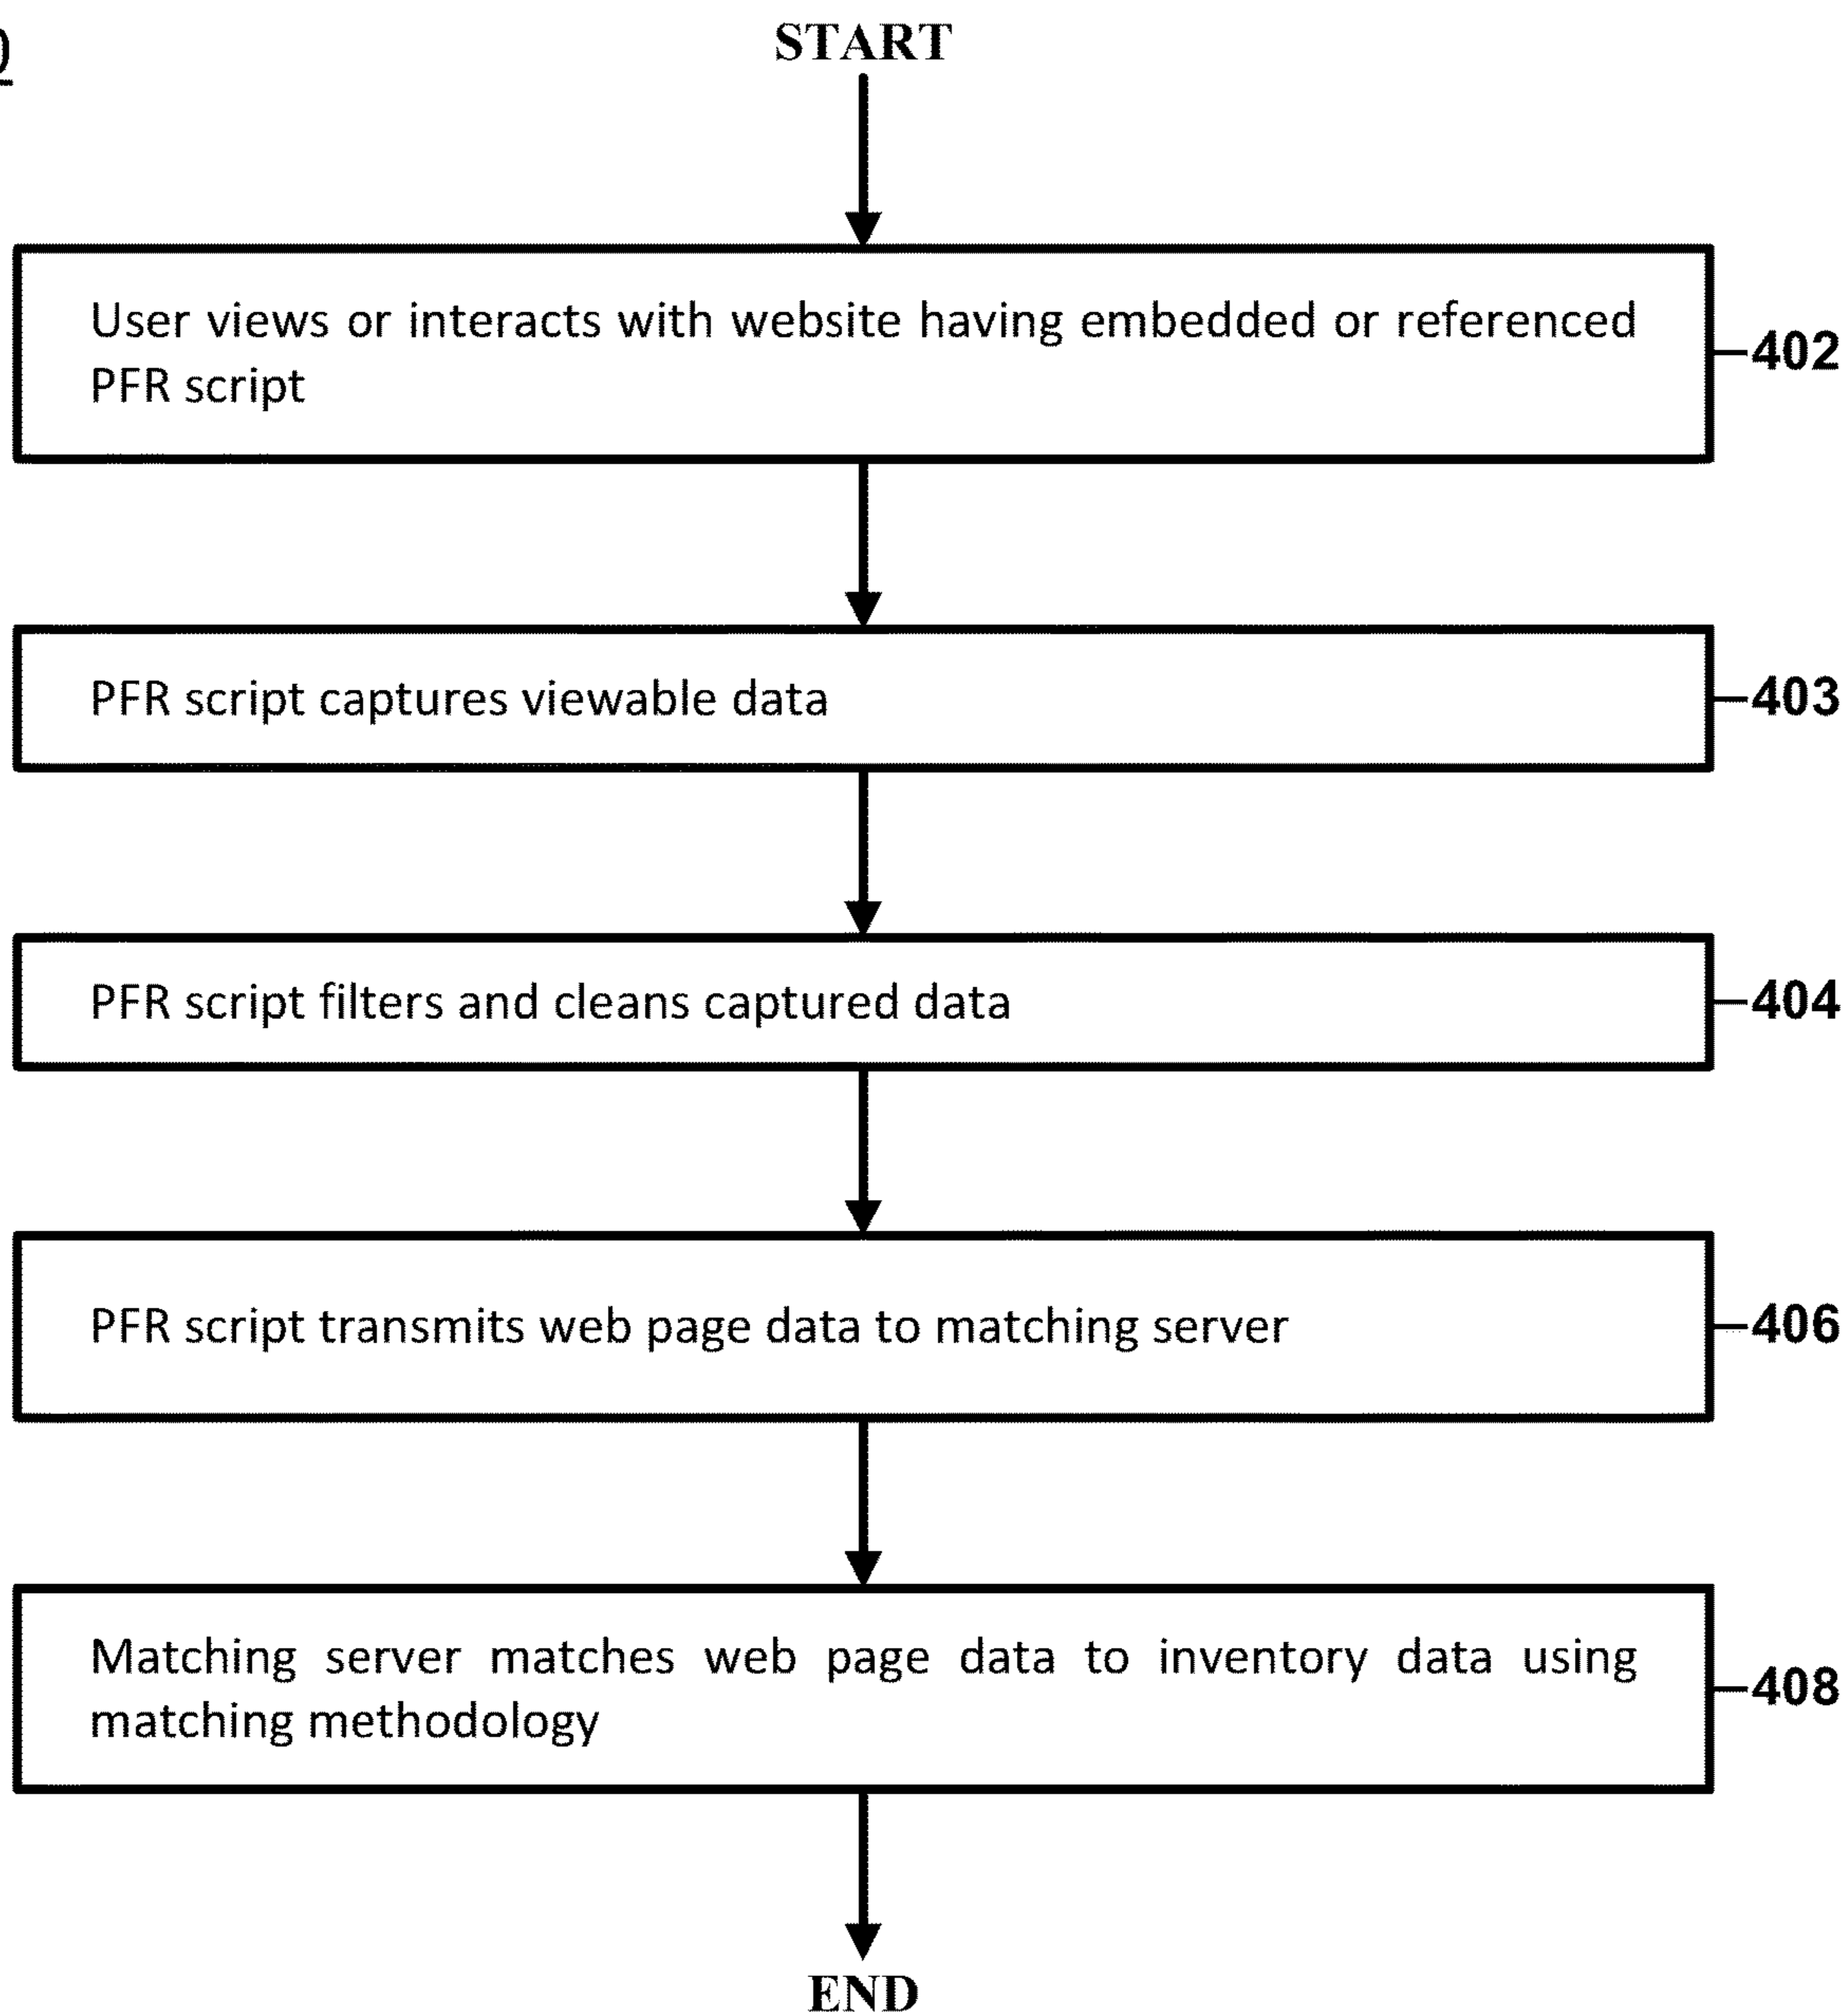 START
User views or interacts with website having embedded or referenced
PFR script
402
PFR script captures viewable data
403
PFR script filters and cleans captured data
404
PFR script transmits web page data to matching server
406
Matching server matches web page data to inventory data using
matching methodology
408
END